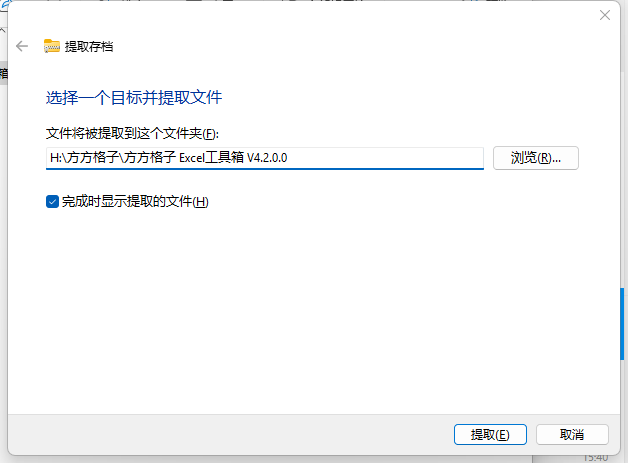 提取存档
选择一个目标并提取文件
文件将被提取到这个文件夹(F):
H:\方方格子\方方格子 Excel工具箱 V4.2.0.0
浏览(R)...
完成时显示提取的文件(H)
提取(E)
取消
15:40